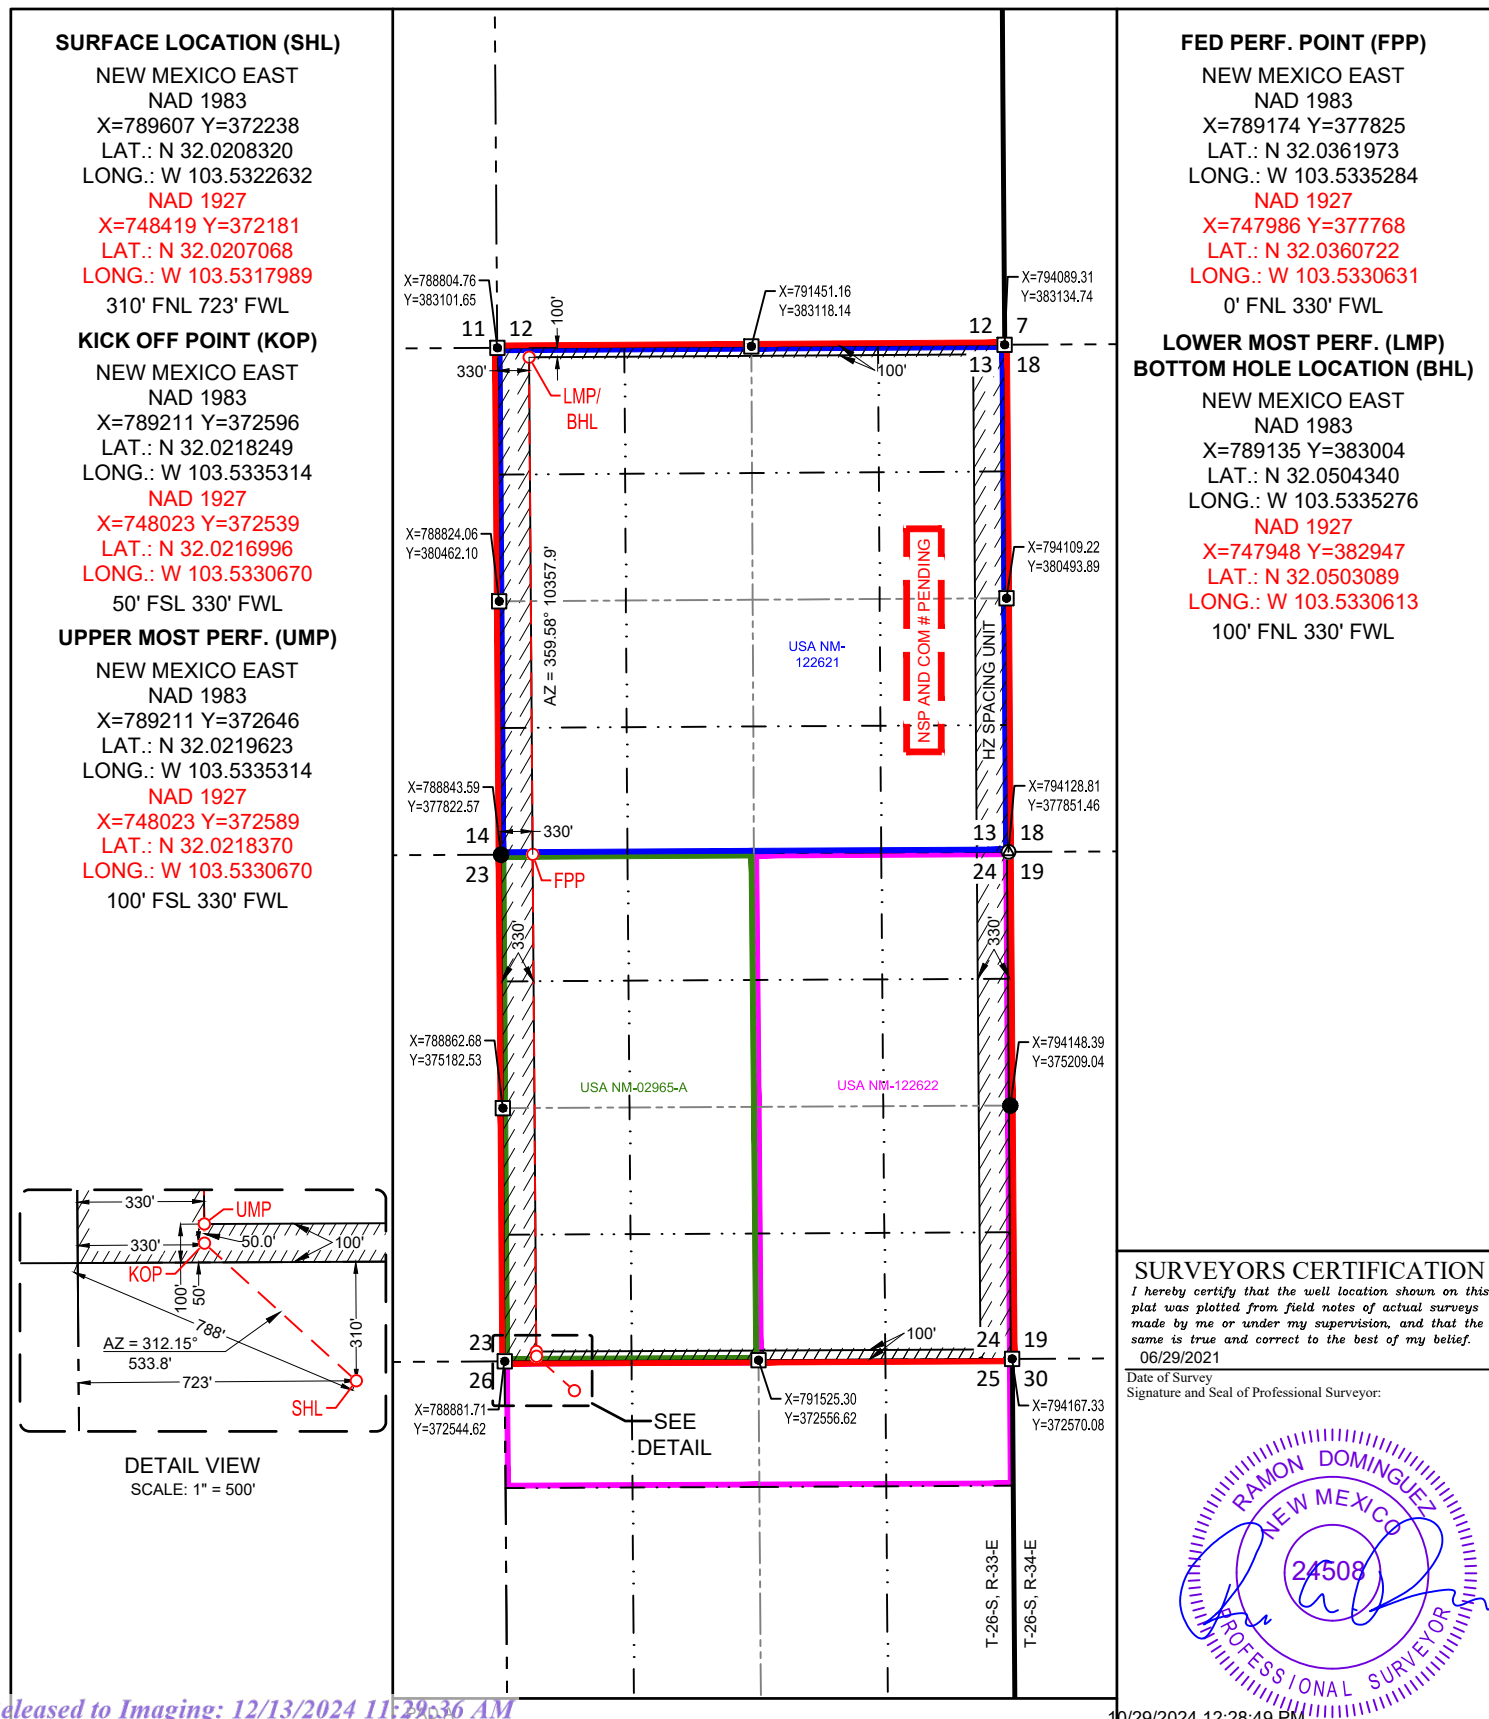 SURFACE LOCATION (SHL)
NEW MEXICO EAST
NAD 1983
X=789607 Y=372238
LAT.: N 32.0208320
LONG.: W 103.5322632
NAD 1927
X=748419 Y=372181
LAT.: N 32.0207068
LONG.: W 103.5317989
310' FNL 723' FWL
KICK OFF POINT (KOP)
NEW MEXICO EAST
NAD 1983
X=789211 Y=372596
LAT.: N 32.0218249
LONG.: W 103.5335314
NAD 1927
X=748023 Y=372539
LAT.: N 32.0216996
LONG.: W 103.5330670
50' FSL 330' FWL
UPPER MOST PERF. (UMP)
NEW MEXICO EAST
NAD 1983
X=789211 Y=372646
LAT.: N 32.0219623
LONG.: W 103.5335314
NAD 1927
X=748023 Y=372589
LAT.: N 32.0218370
LONG.: W 103.5330670
100' FSL 330' FWL
330'
UMP
330'
50.0'
100'
KOP
100'
50'
788'
310'
AZ = 312.15°
533.8'
723'
SHL
DETAIL VIEW
SCALE: 1" = 500'
X=788804.76
Y=383101.65
100'
X=791451.16
Y=383118.14
X=794089.31
Y=383134.74
11
12
12
7
330'
100'
13
18
LMP/
BHL
X=788824.06
Y=380462.10
AZ = 359.58° 10357.9'
NSP AND COM # PENDING
X=794109.22
Y=380493.89
USA NM-
122621
HZ SPACING UNIT
X=788843.59
Y=377822.57
X=794128.81
Y=377851.46
14
330'
13
18
23
FPP
24
19
330'
330'
X=788862.68
Y=375182.53
X=794148.39
Y=375209.04
USA NM-02965-A
USA NM-122622
23
100'
24
19
26
25
30
X=788881.71
Y=372544.62
SEE
DETAIL
X=791525.30
Y=372556.62
X=794167.33
Y=372570.08
T-26-S, R-33-E
T-26-S, R-34-E
FED PERF. POINT (FPP)
NEW MEXICO EAST
NAD 1983
X=789174 Y=377825
LAT.: N 32.0361973
LONG.: W 103.5335284
NAD 1927
X=747986 Y=377768
LAT.: N 32.0360722
LONG.: W 103.5330631
0' FNL 330' FWL
LOWER MOST PERF. (LMP)
BOTTOM HOLE LOCATION (BHL)
NEW MEXICO EAST
NAD 1983
X=789135 Y=383004
LAT.: N 32.0504340
LONG.: W 103.5335276
NAD 1927
X=747948 Y=382947
LAT.: N 32.0503089
LONG.: W 103.5330613
100' FNL 330' FWL
SURVEYORS CERTIFICATION
I hereby certify that the well location shown on this
plat was plotted from field notes of actual surveys
made by me or under my supervision, and that the
same is true and correct to the best of my belief.
06/29/2021
Date of Survey
Signature and Seal of Professional Surveyor:
RAMON DOMINGUEZ
NEW MEXICO
24508
PROFESSIONAL SURVEYOR
eleased to Imaging: 12/13/2024 11:29:36 AM
10/29/2024 12:28:49 PM